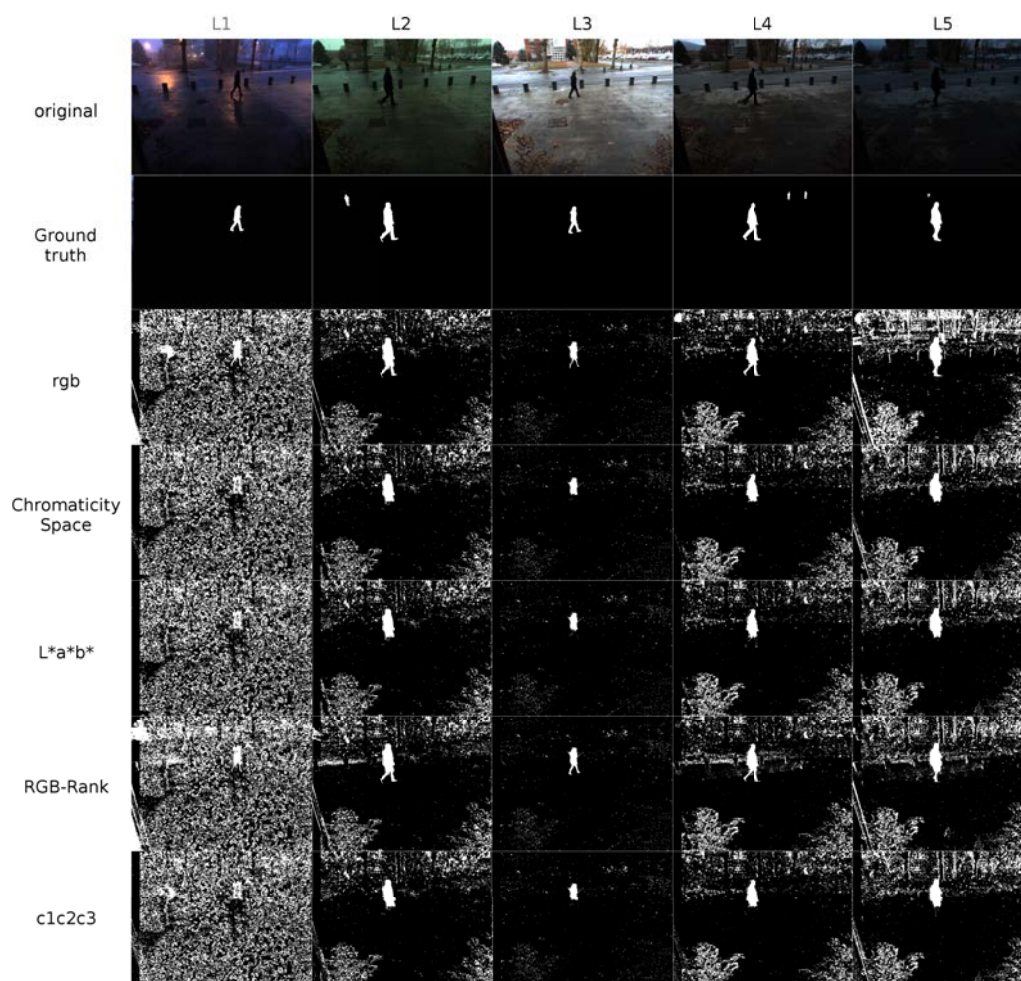 L1 L2 L3 L4 L5
original
Ground
truth
rgb
Chromaticity
Space
L*a*b*
RGB-Rank
c1c2c3